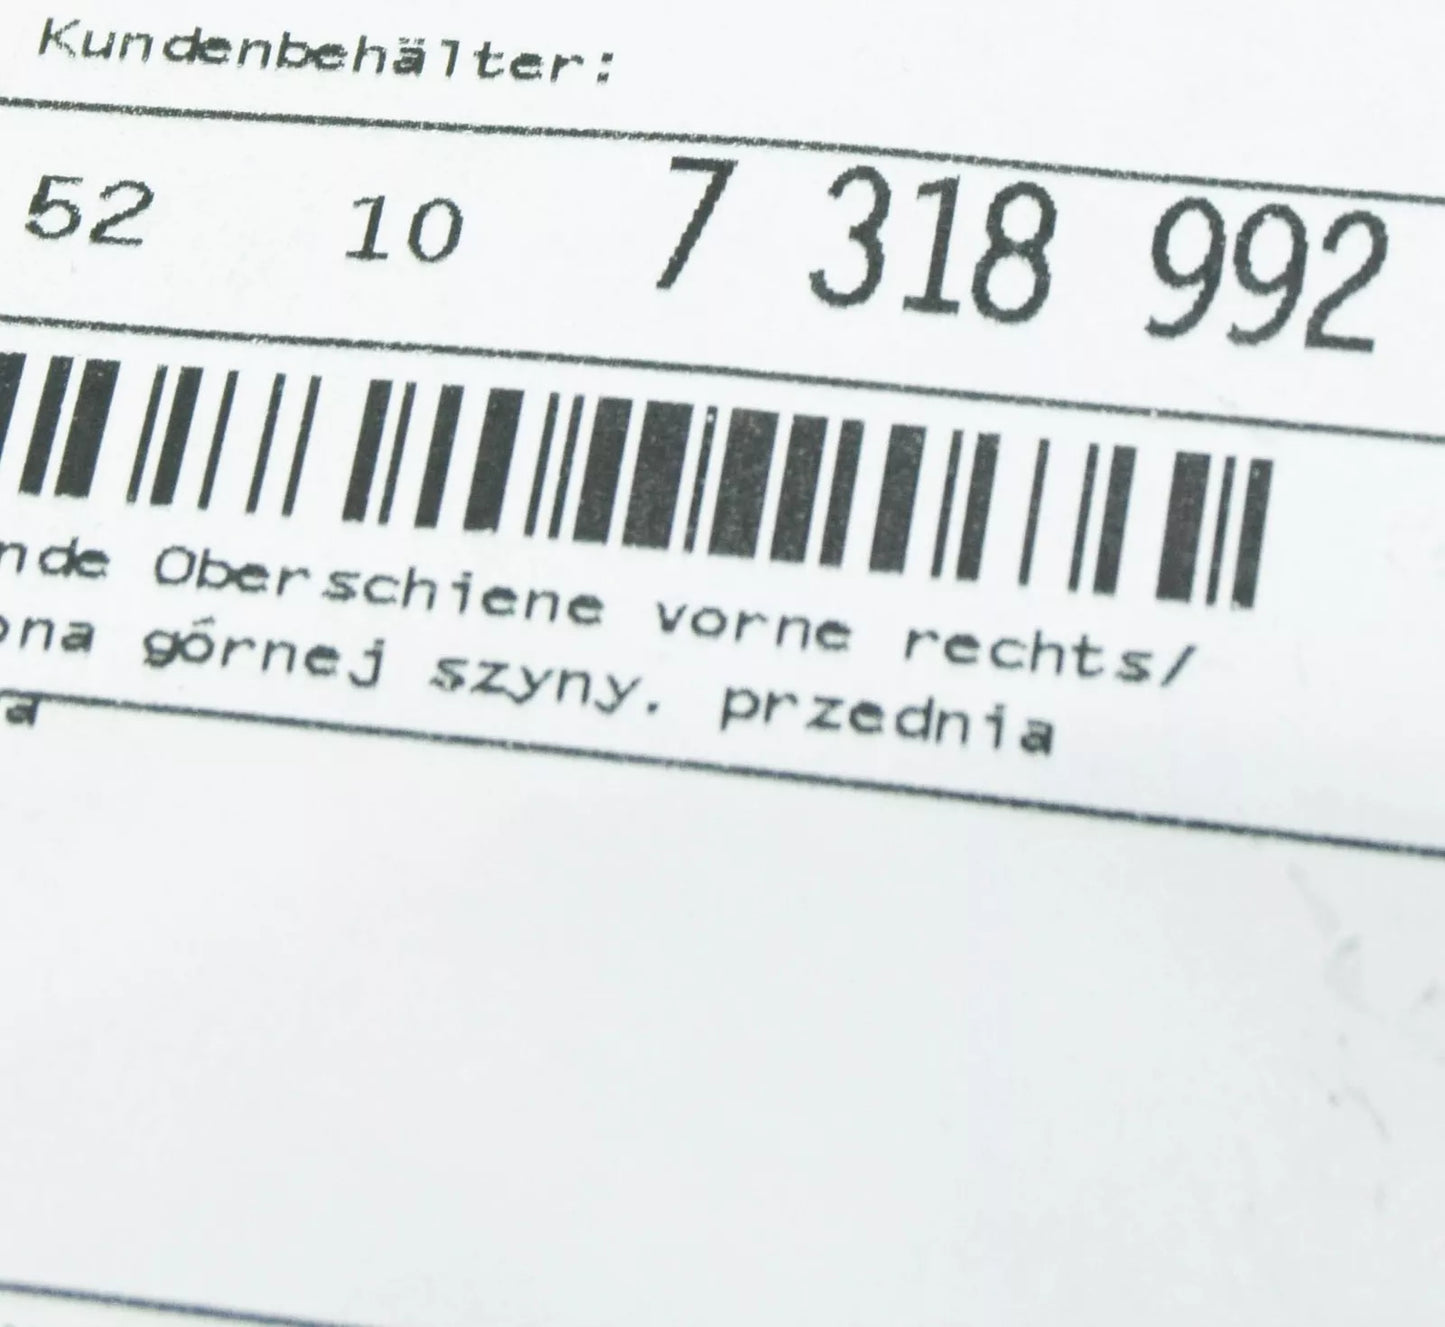 Kundenbehälter:
52 10 7 318 992
nde Oberschiene vorne rechts/
ona górnej szyny. przednia
a